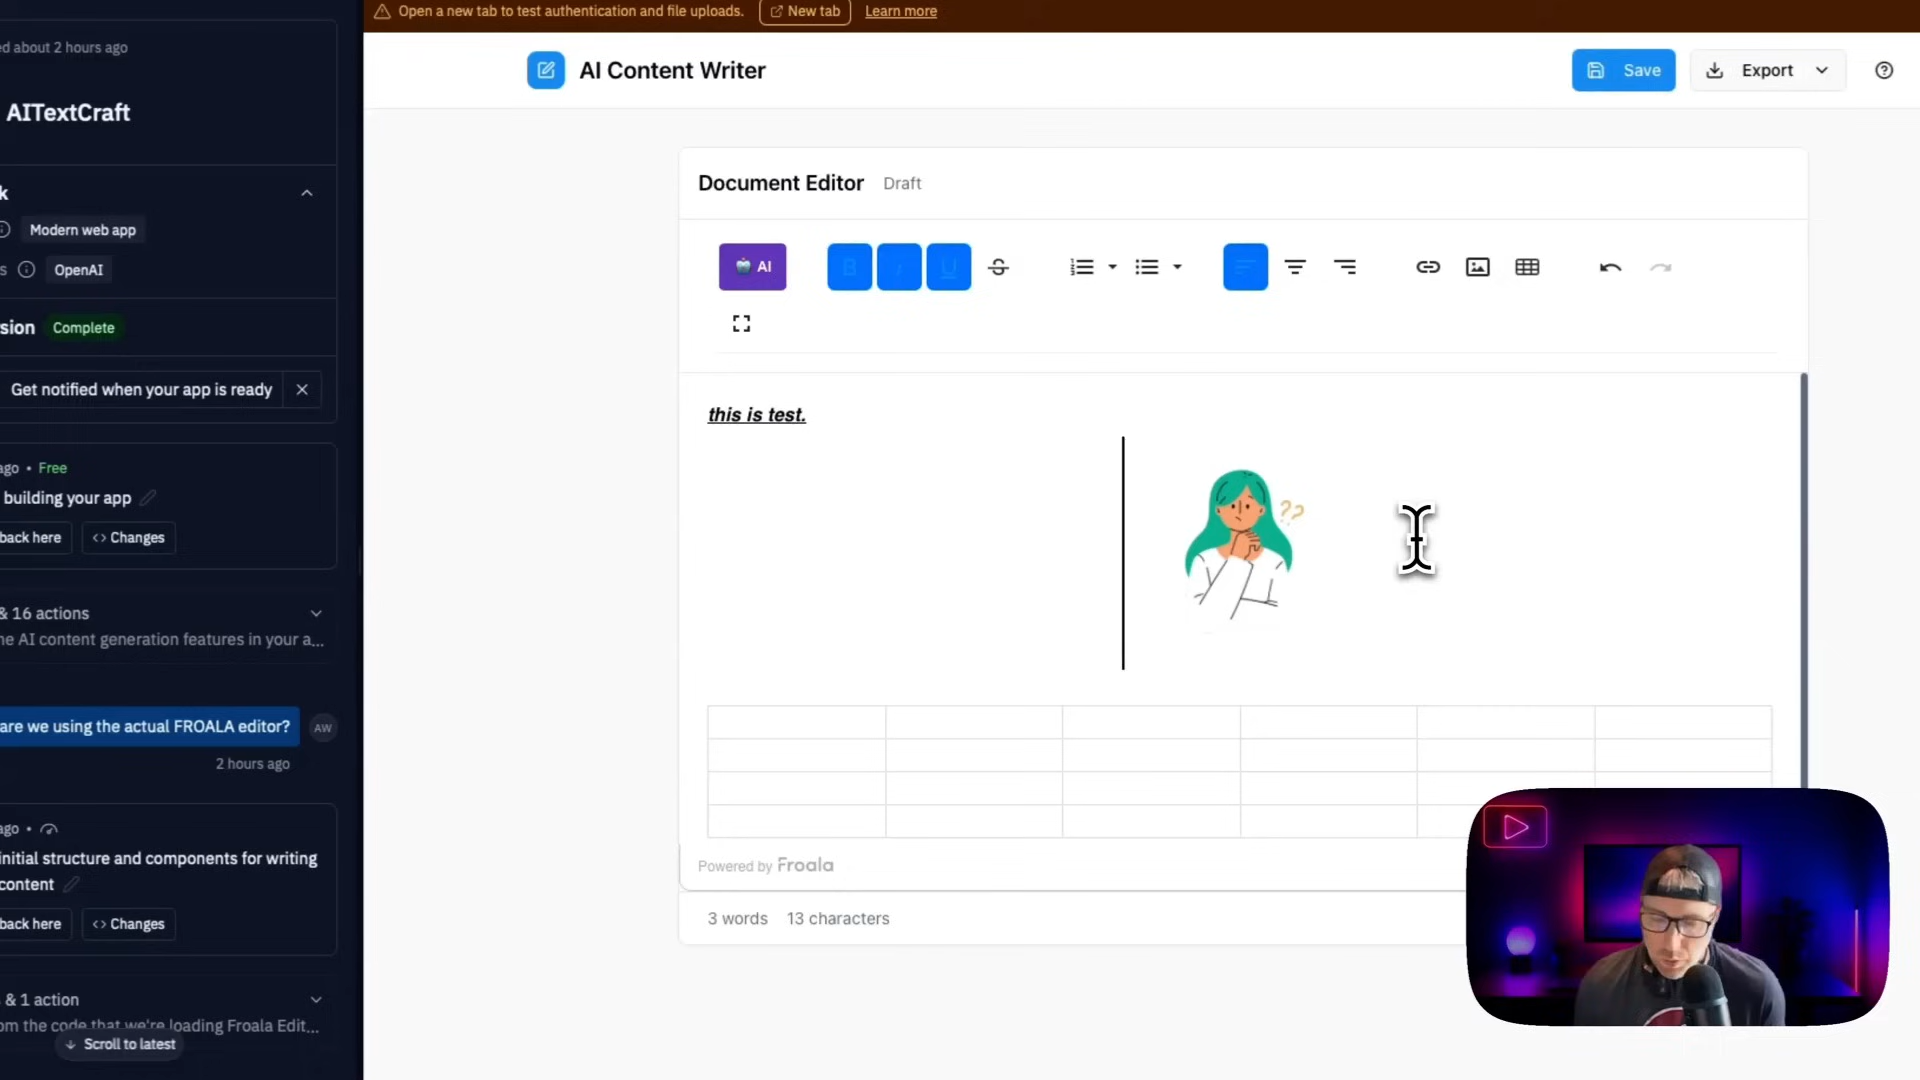 Open a new tab to test authentication and file uploads. New tab Learn more
ed about 2 hours ago
AITextCraft
k
Modern web app
s OpenAI
sion Complete
Get notified when your app is ready
ago • Free
building your app
back here <> Changes
& 16 actions
he AI content generation features in your a...
are we using the actual FROALA editor? AW
2 hours ago
ago •
initial structure and components for writing
content
back here <> Changes
& 1 action
om the code that we're loading Froala Edit...
Scroll to latest
AI Content Writer
Save Export
Document Editor Draft
AI B I U S
this is test.
??
Powered by Froala
3 words 13 characters